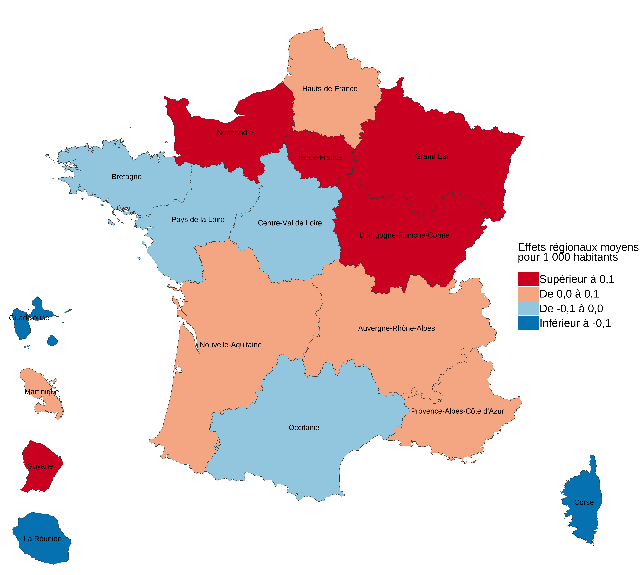 Hauts-de-France
Normandie
Île-de-France
Grand Est
Bretagne
Pays de la Loire
Centre-Val de Loire
Bourgogne-Franche-Comté
Effets régionaux moyens
pour 1 000 habitants
Supérieur à 0,1
De 0,0 à 0,1
De -0,1 à 0,0
Inférieur à -0,1
Guadeloupe
Auvergne-Rhône-Alpes
Nouvelle-Aquitaine
Martinique
Provence-Alpes-Côte d'Azur
Occitanie
Guyane
Corse
La Réunion